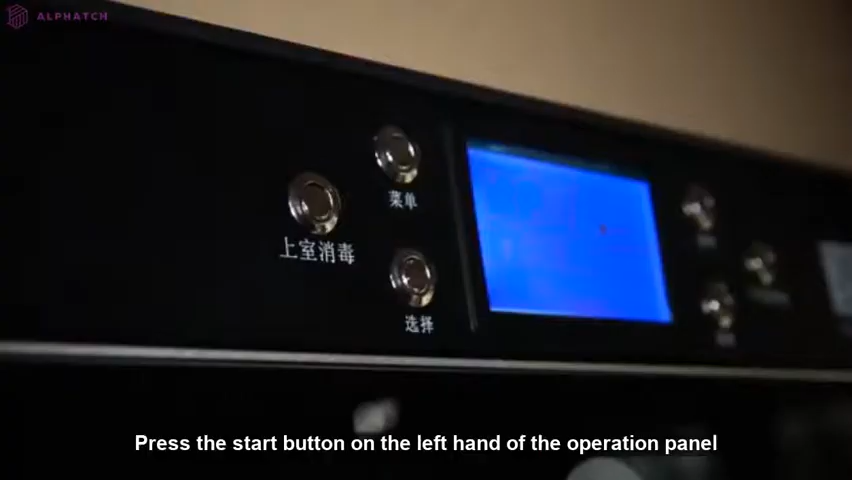 ALPHATCH
菜单
上室消毒
选择
Press the start button on the left hand of the operation panel